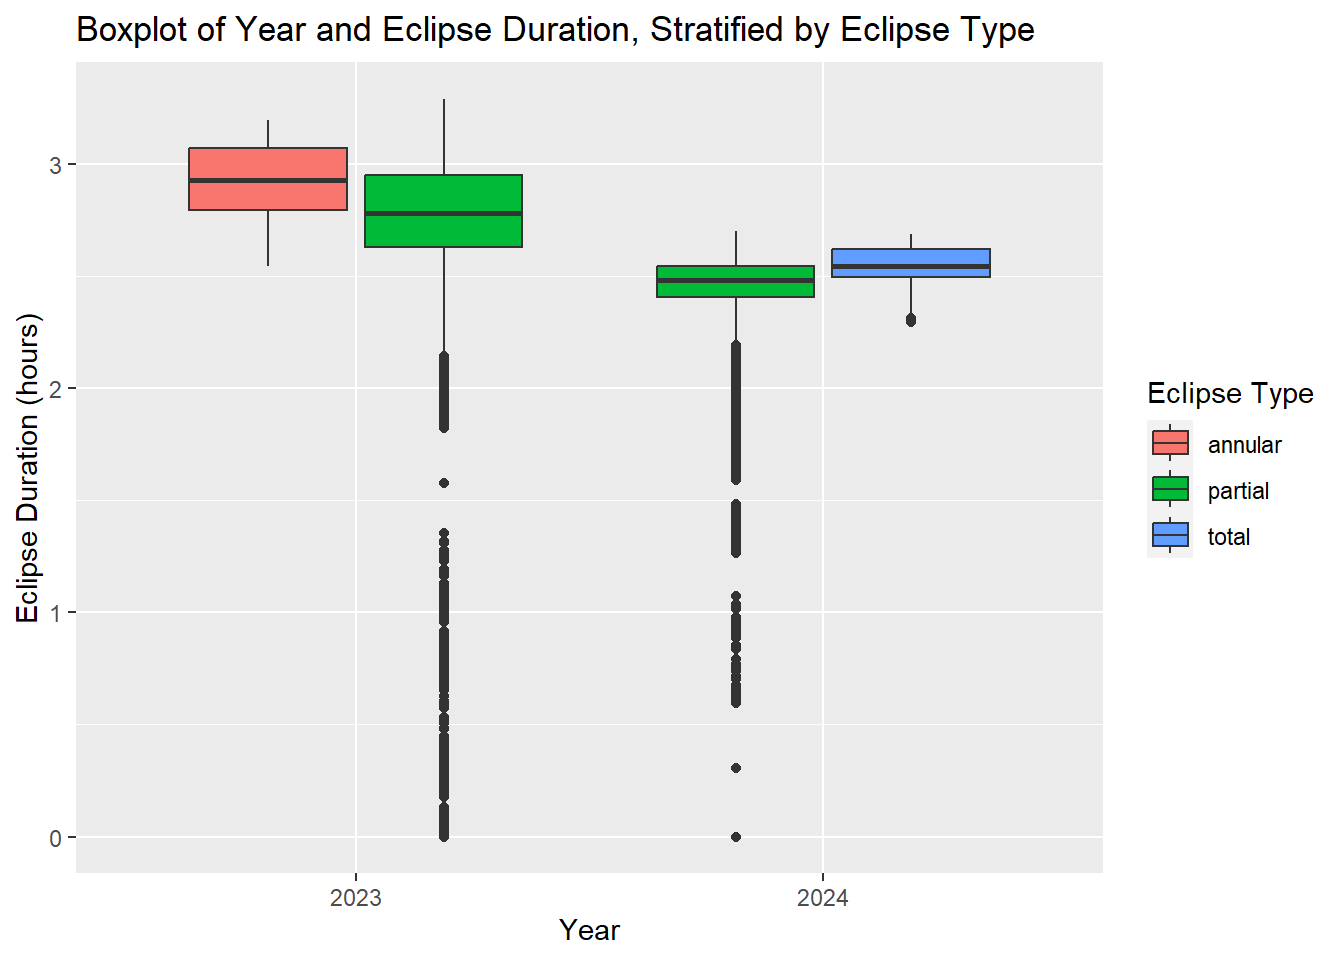 Boxplot of Year and Eclipse Duration, Stratified by Eclipse Type
Eclipse Duration (hours)
3
2
1
0
2023
2024
Year
Eclipse Type
annular
partial
total